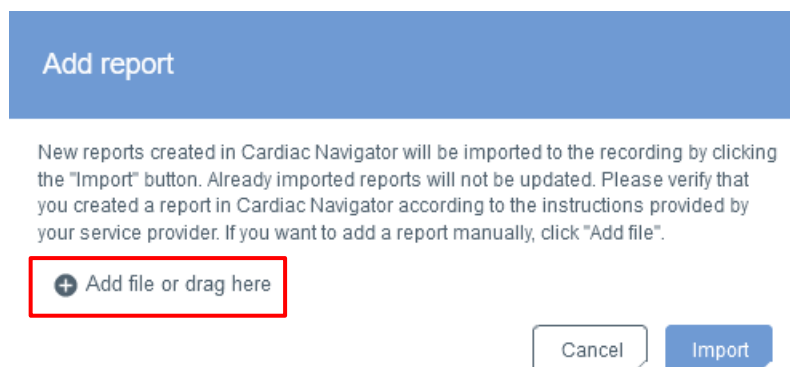 Add report
New reports created in Cardiac Navigator will be imported to the recording by clicking
the "Import" button. Already imported reports will not be updated. Please verify that
you created a report in Cardiac Navigator according to the instructions provided by
your service provider. If you want to add a report manually, click "Add file".
Add file or drag here
Cancel Import